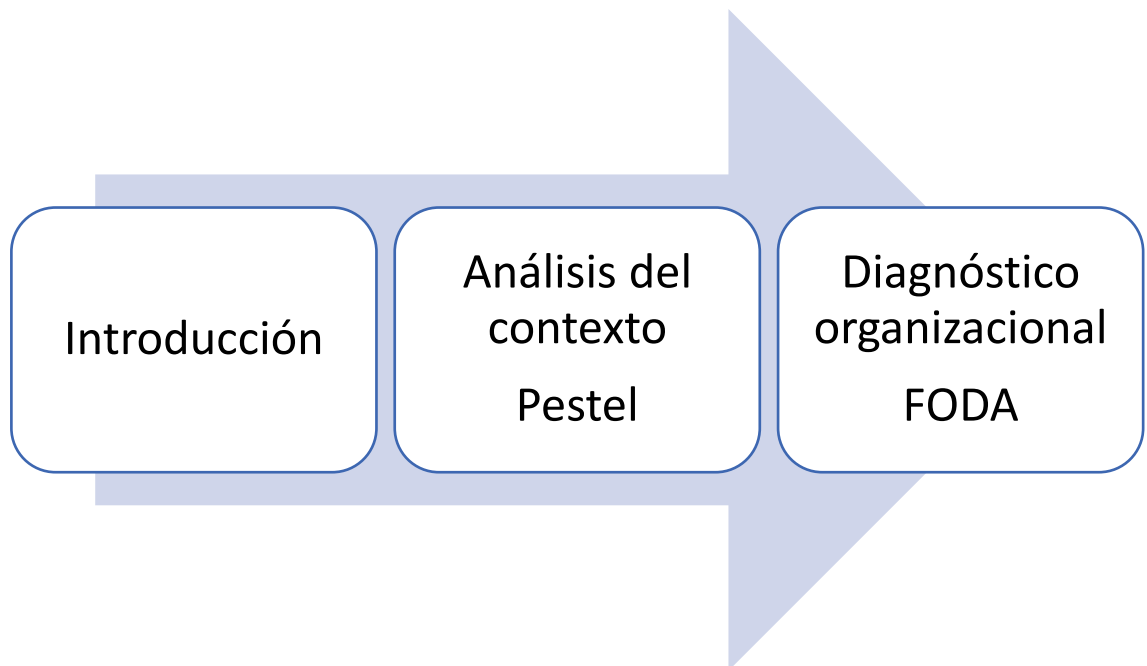 Introducción
Análisis del
contexto
Pestel
Diagnóstico
organizacional
FODA